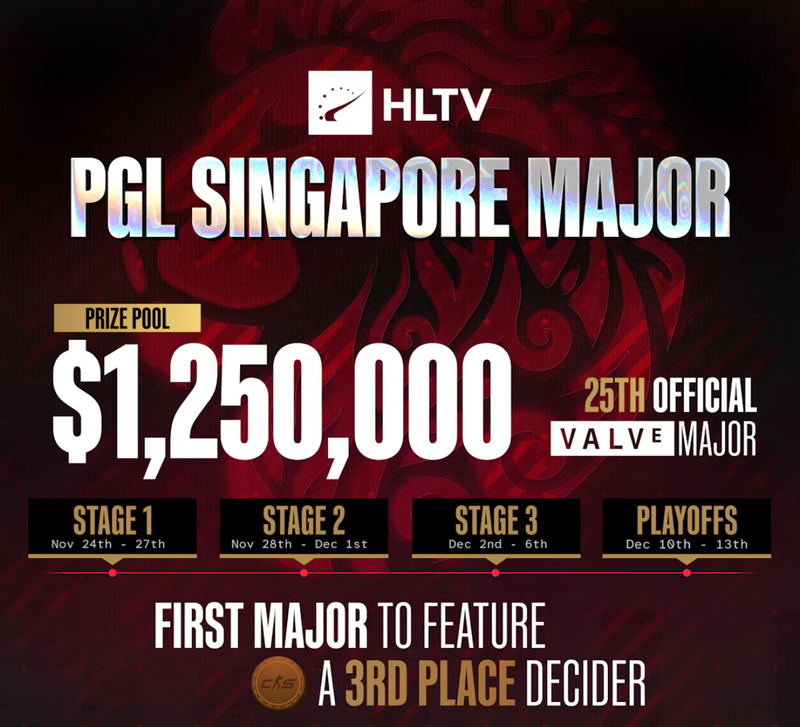 HLTV
PGL SINGAPORE MAJOR
PRIZE POOL
$1,250,000
25TH OFFICIAL
VALVE MAJOR
STAGE 1
Nov 24th - 27th
STAGE 2
Nov 28th - Dec 1st
STAGE 3
Dec 2nd - 6th
PLAYOFFS
Dec 10th - 13th
FIRST MAJOR TO FEATURE
CS
A 3RD PLACE DECIDER